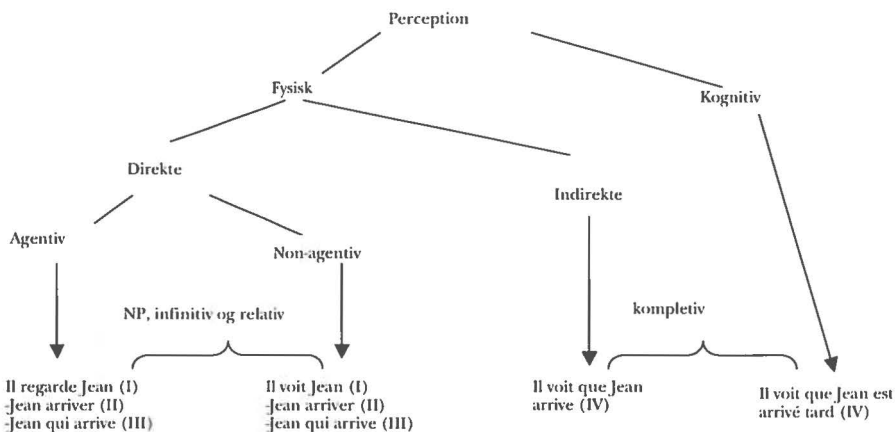 Perception
Fysisk
Kognitiv
Direkte
Indirekte
Agentiv
Non-agentiv
NP, infinitiv og relativ
kompletiv
Il regarde Jean (I)
-Jean arriver (II)
-Jean qui arrive (III)
Il voit Jean (I)
-Jean arriver (II)
-Jean qui arrive (III)
Il voit que Jean
arrive (IV)
Il voit que Jean est
arrivé tard (IV)